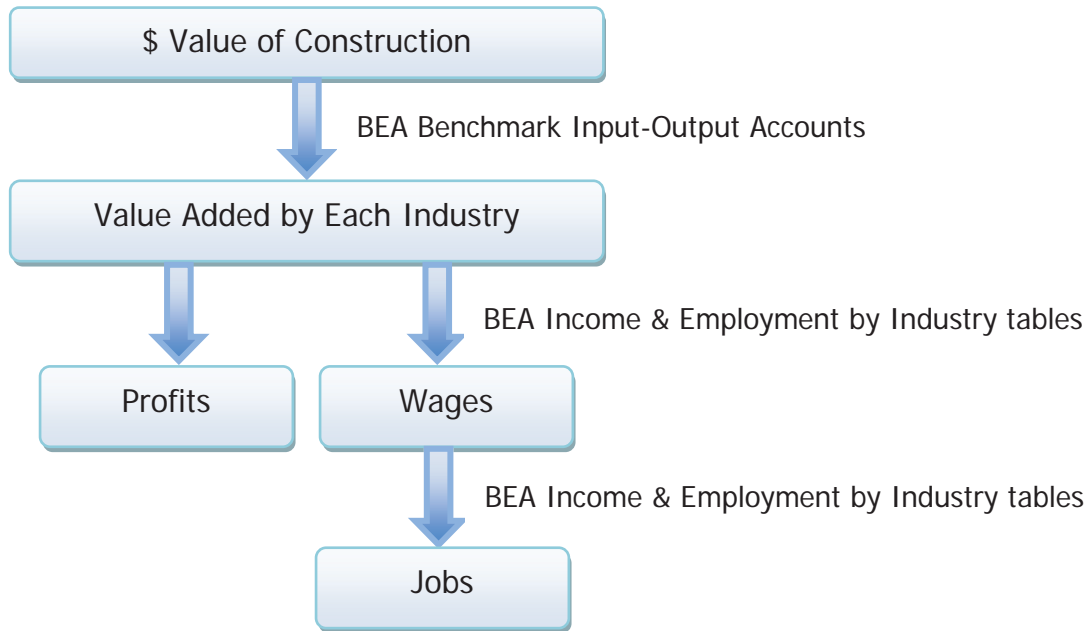 $ Value of Construction
BEA Benchmark Input-Output Accounts
Value Added by Each Industry
BEA Income & Employment by Industry tables
Profits
Wages
BEA Income & Employment by Industry tables
Jobs